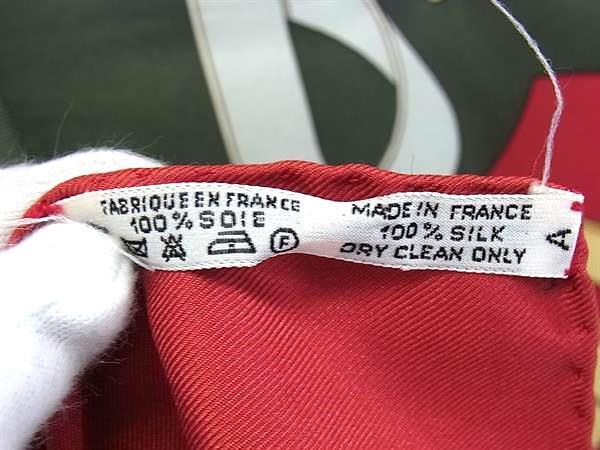 FABRIQUE EN FRANCE
100% SOIE
F
MADE IN FRANCE
100% SILK
DRY CLEAN ONLY
A